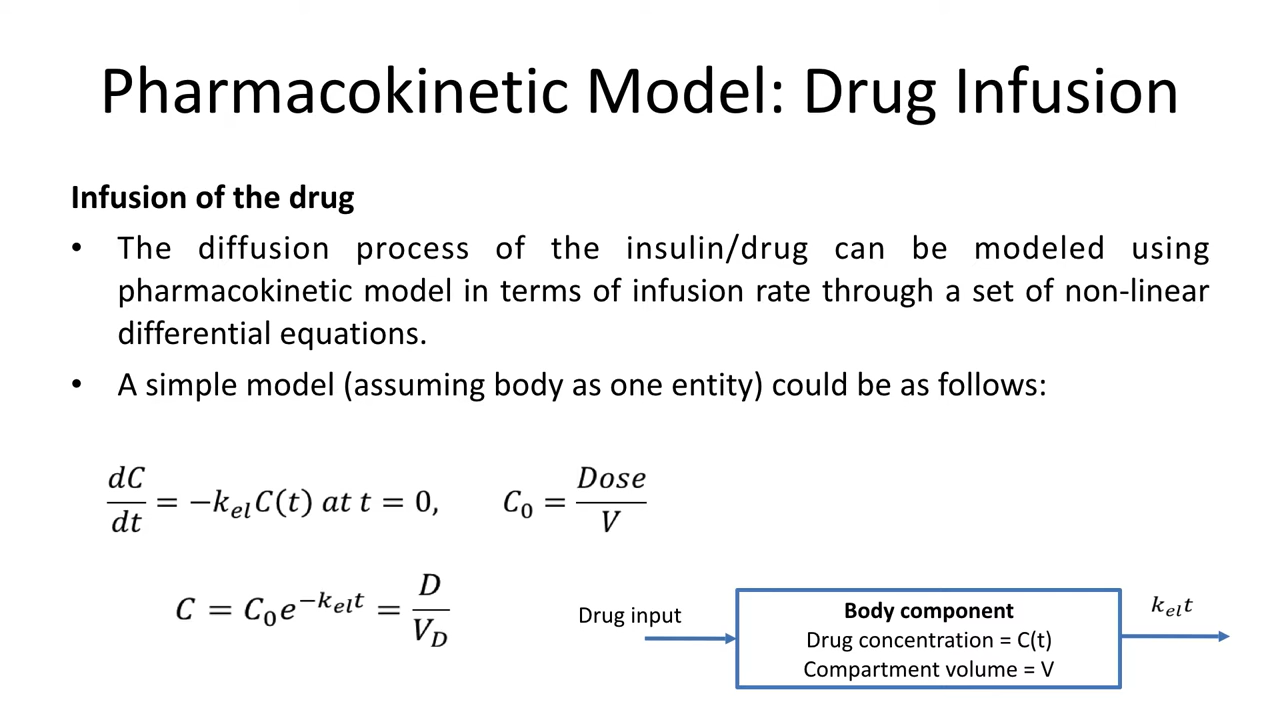 Pharmacokinetic Model: Drug Infusion
Infusion of the drug
• The diffusion process of the insulin/drug can be modeled using
pharmacokinetic model in terms of infusion rate through a set of non-linear
differential equations.
• A simple model (assuming body as one entity) could be as follows:
dC/dt = −k_el C(t) at t = 0, C_0 = Dose/V
C = C_0 e^(−k_el t) = D/V_D
Drug input
Body component
Drug concentration = C(t)
Compartment volume = V
k_el t